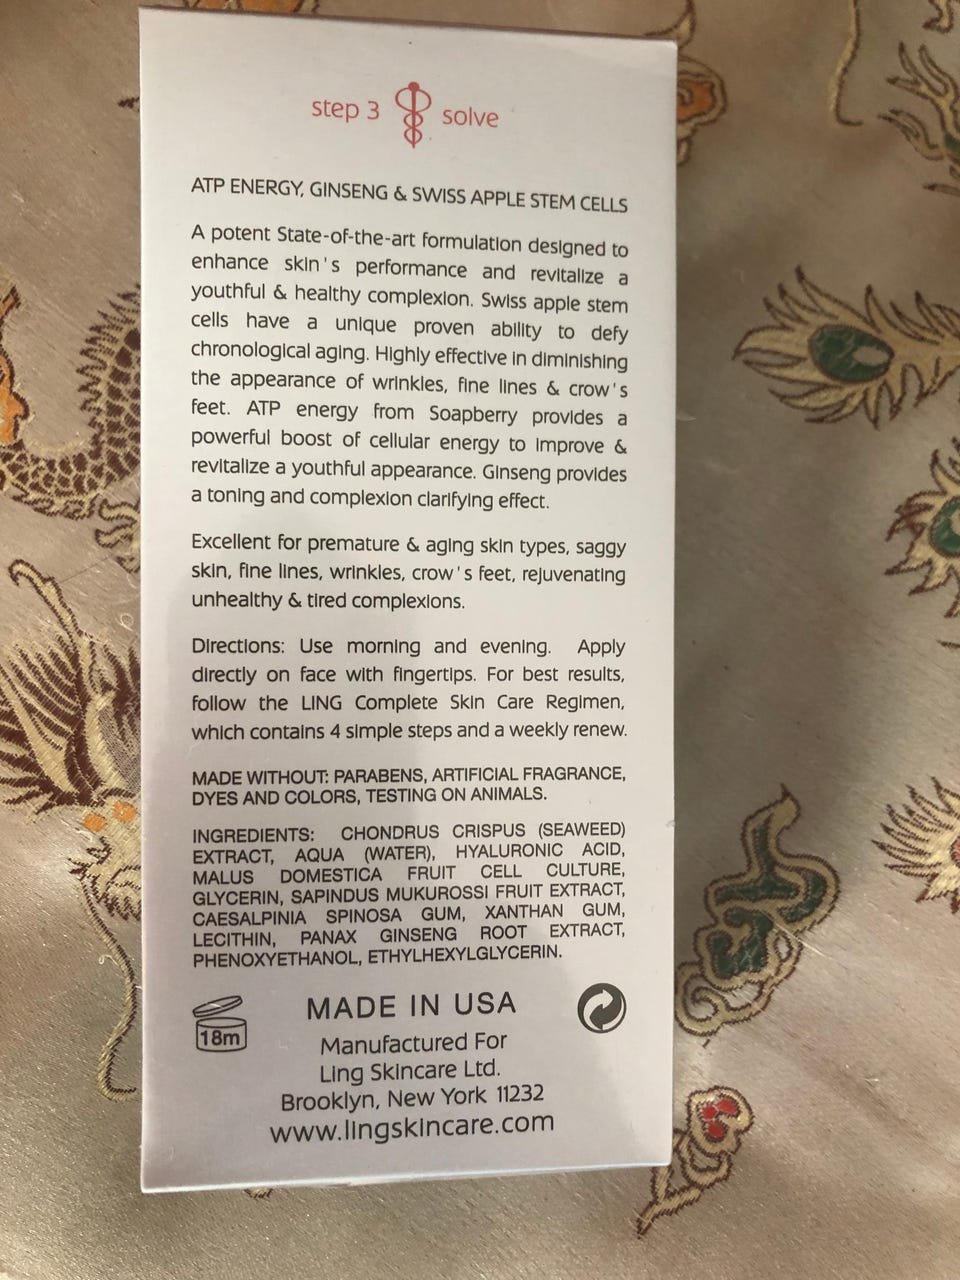 step 3 solve
ATP ENERGY, GINSENG & SWISS APPLE STEM CELLS
A potent State-of-the-art formulation designed to
enhance skin's performance and revitalize a
youthful & healthy complexion. Swiss apple stem
cells have a unique proven ability to defy
chronological aging. Highly effective in diminishing
the appearance of wrinkles, fine lines & crow's
feet. ATP energy from Soapberry provides a
powerful boost of cellular energy to improve &
revitalize a youthful appearance. Ginseng provides
a toning and complexion clarifying effect.
Excellent for premature & aging skin types, saggy
skin, fine lines, wrinkles, crow's feet, rejuvenating
unhealthy & tired complexions.
Directions: Use morning and evening. Apply
directly on face with fingertips. For best results,
follow the LING Complete Skin Care Regimen,
which contains 4 simple steps and a weekly renew.
MADE WITHOUT: PARABENS, ARTIFICIAL FRAGRANCE,
DYES AND COLORS, TESTING ON ANIMALS.
INGREDIENTS: CHONDRUS CRISPUS (SEAWEED)
EXTRACT, AQUA (WATER), HYALURONIC ACID,
MALUS DOMESTICA FRUIT CELL CULTURE,
GLYCERIN, SAPINDUS MUKUROSSI FRUIT EXTRACT,
CAESALPINIA SPINOSA GUM, XANTHAN GUM,
LECITHIN, PANAX GINSENG ROOT EXTRACT,
PHENOXYETHANOL, ETHYLHEXYLGLYCERIN.
18m
MADE IN USA
Manufactured For
Ling Skincare Ltd.
Brooklyn, New York 11232
www.lingskincare.com